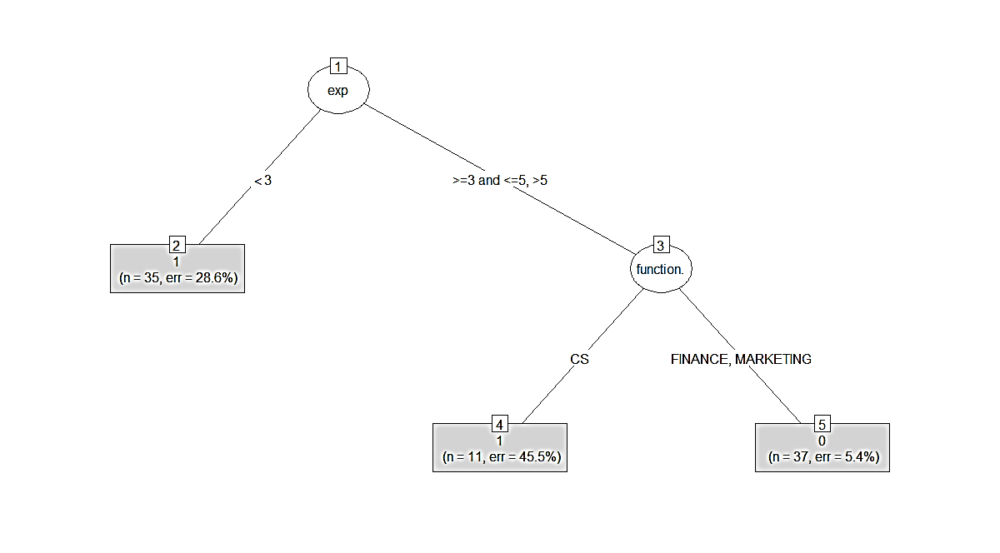 1
exp
< 3
>=3 and <=5, >5
2
1
(n = 35, err = 28.6%)
3
function.
CS
FINANCE, MARKETING
4
1
(n = 11, err = 45.5%)
5
0
(n = 37, err = 5.4%)